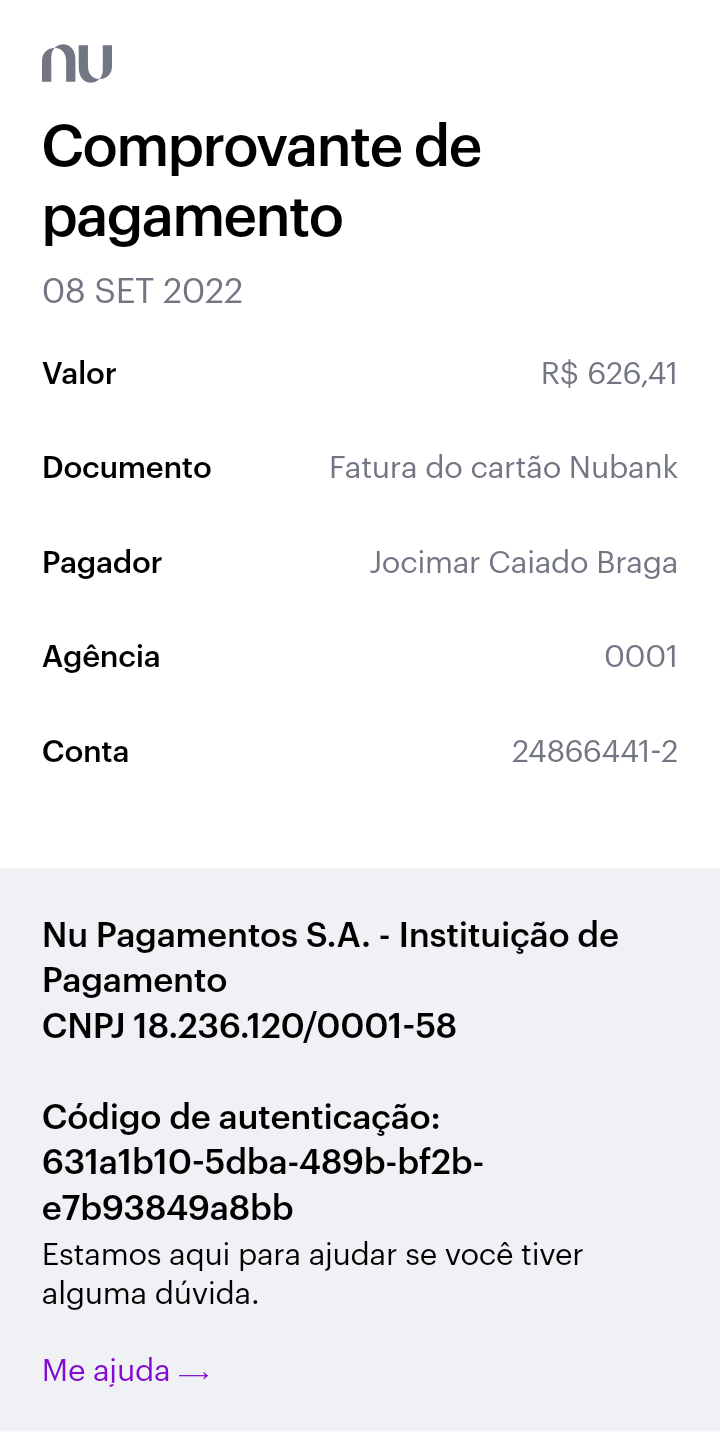 nu
Comprovante de
pagamento
08 SET 2022
Valor R$ 626,41
Documento Fatura do cartão Nubank
Pagador Jocimar Caiado Braga
Agência 0001
Conta 24866441-2
Nu Pagamentos S.A. - Instituição de
Pagamento
CNPJ 18.236.120/0001-58
Código de autenticação:
631a1b10-5dba-489b-bf2b-
e7b93849a8bb
Estamos aqui para ajudar se você tiver
alguma dúvida.
Me ajuda →